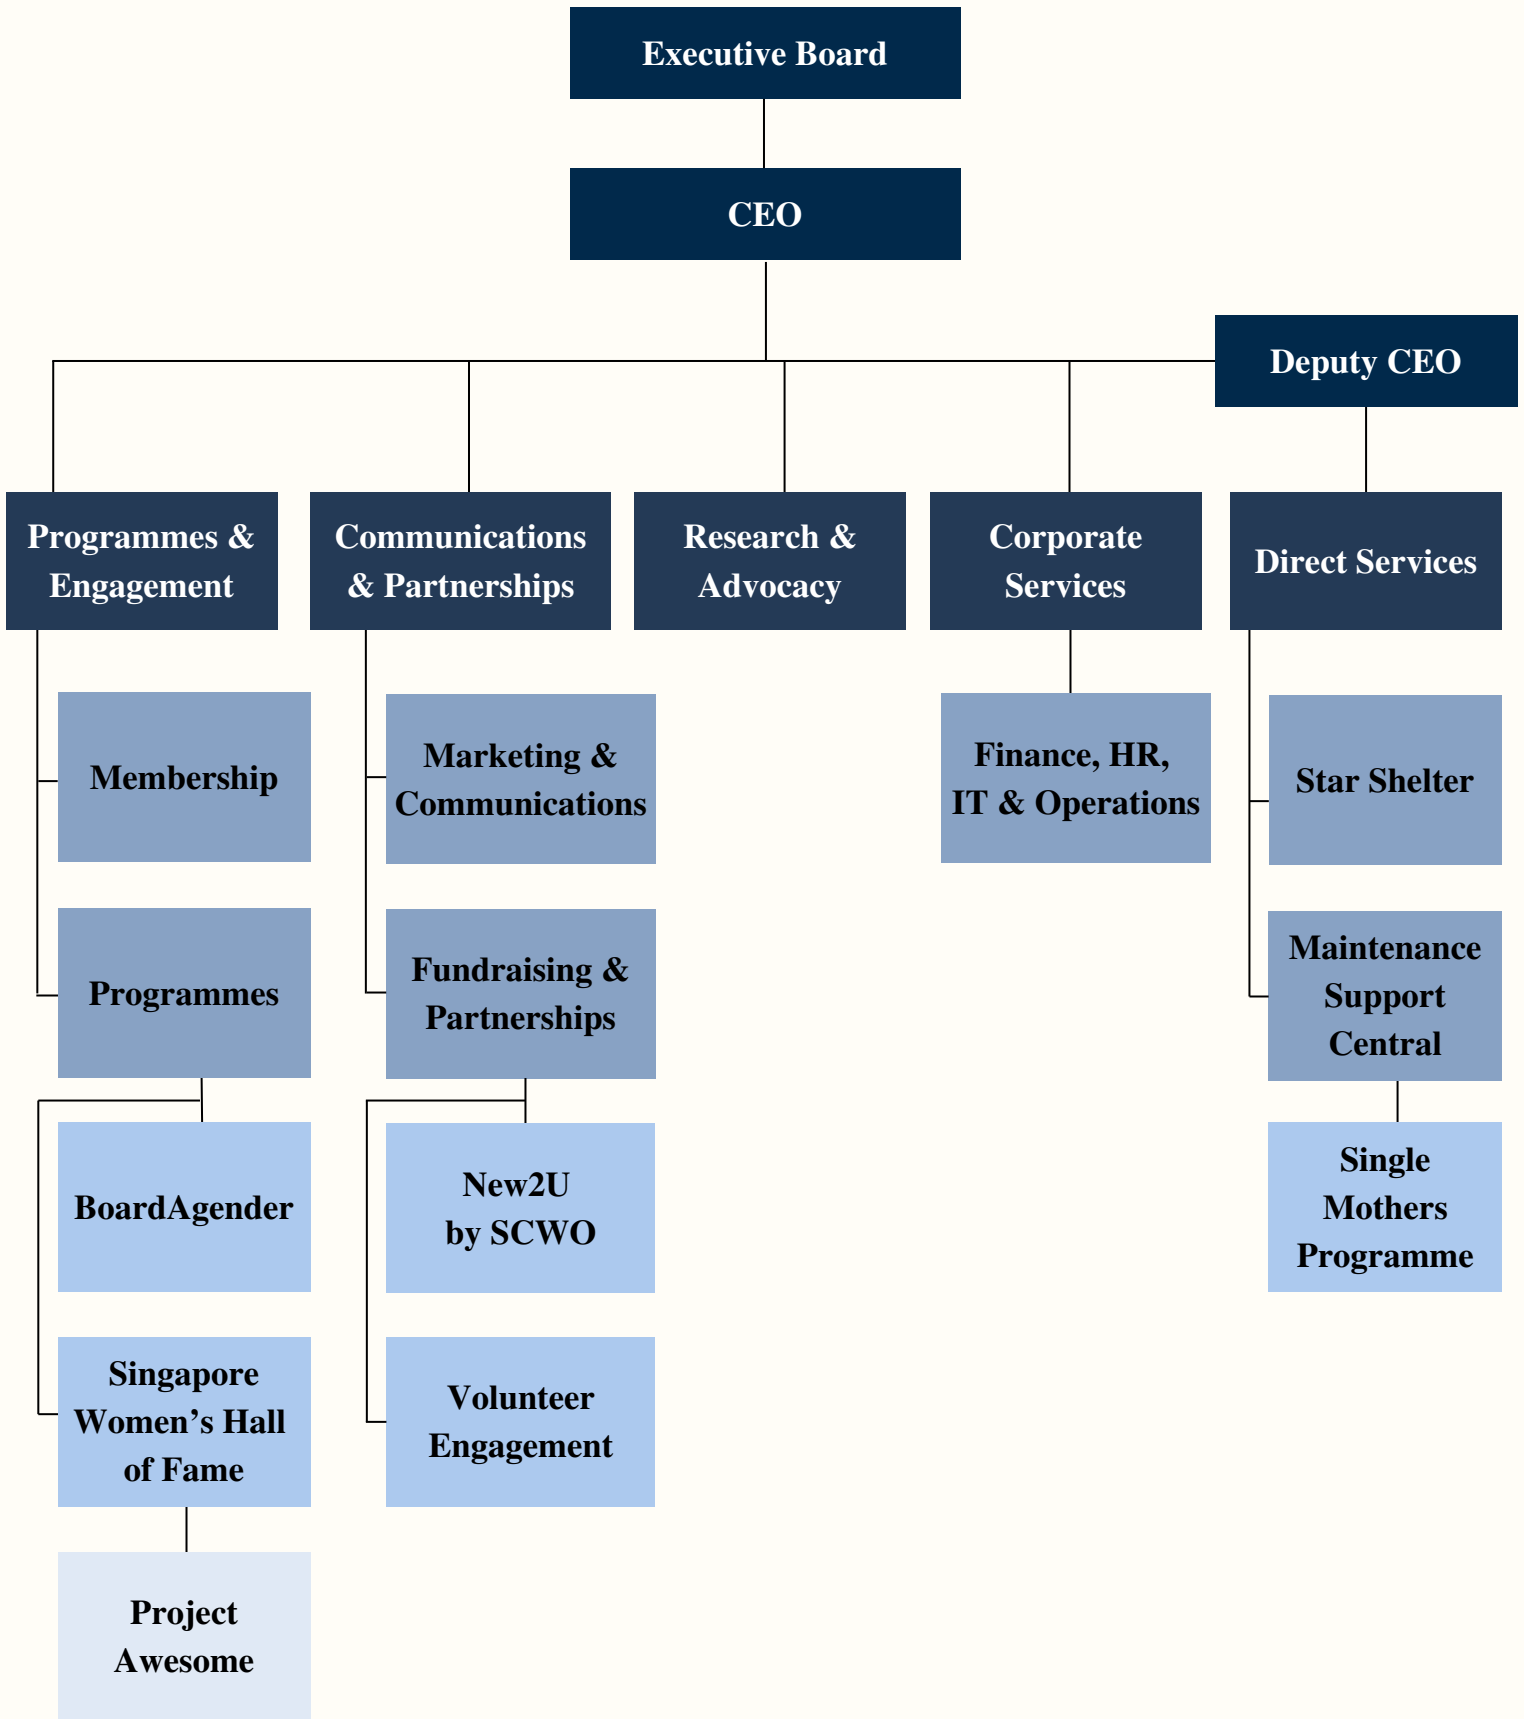 Executive Board
CEO
Deputy CEO
Programmes &
Engagement
Communications
& Partnerships
Research &
Advocacy
Corporate
Services
Direct Services
Membership
Marketing &
Communications
Finance, HR,
IT & Operations
Star Shelter
Programmes
Fundraising &
Partnerships
Maintenance
Support
Central
BoardAgender
New2U
by SCWO
Single
Mothers
Programme
Singapore
Women’s Hall
of Fame
Volunteer
Engagement
Project
Awesome